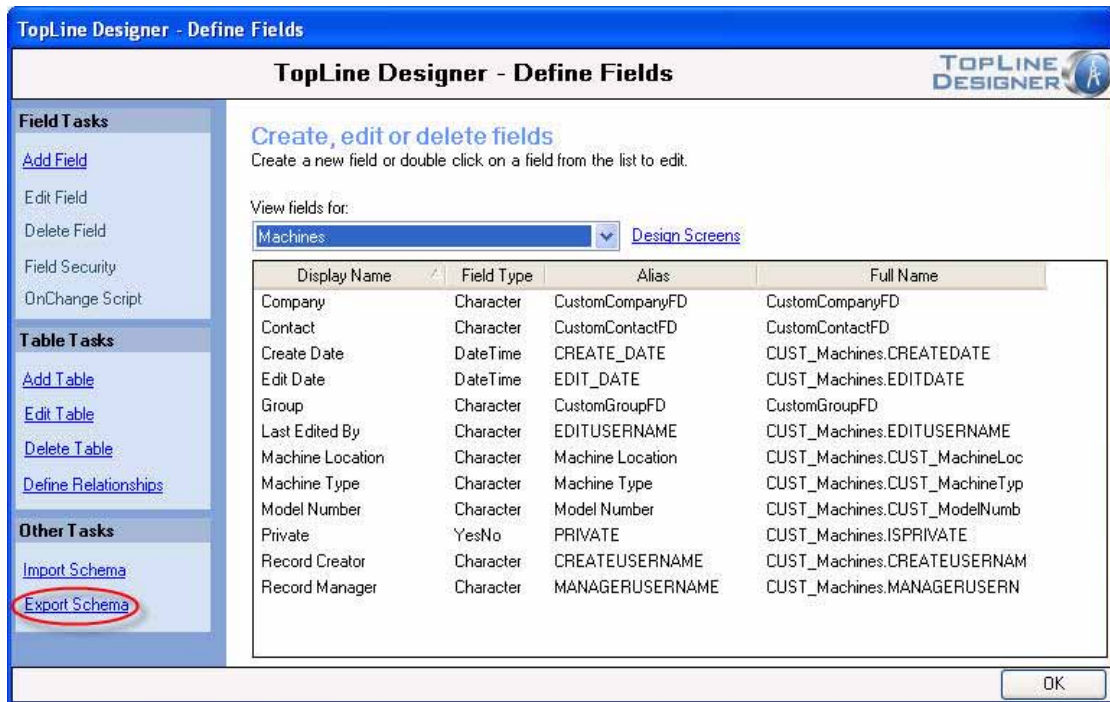 TopLine Designer - Define Fields
TopLine Designer - Define Fields
TOPLINE
DESIGNER
Field Tasks
Add Field
Edit Field
Delete Field
Field Security
OnChange Script
Table Tasks
Add Table
Edit Table
Delete Table
Define Relationships
Other Tasks
Import Schema
Export Schema
Create, edit or delete fields
Create a new field or double click on a field from the list to edit.
View fields for:
Machines Design Screens
Display Name Field Type Alias Full Name
Company Character CustomCompanyFD CustomCompanyFD
Contact Character CustomContactFD CustomContactFD
Create Date DateTime CREATE_DATE CUST_Machines.CREATEDATE
Edit Date DateTime EDIT_DATE CUST_Machines.EDITDATE
Group Character CustomGroupFD CustomGroupFD
Last Edited By Character EDITUSERNAME CUST_Machines.EDITUSERNAME
Machine Location Character Machine Location CUST_Machines.CUST_MachineLoc
Machine Type Character Machine Type CUST_Machines.CUST_MachineTyp
Model Number Character Model Number CUST_Machines.CUST_ModelNumb
Private YesNo PRIVATE CUST_Machines.ISPRIVATE
Record Creator Character CREATEUSERNAME CUST_Machines.CREATEUSERNAM
Record Manager Character MANAGERUSERNAME CUST_Machines.MANAGERUSERN
OK